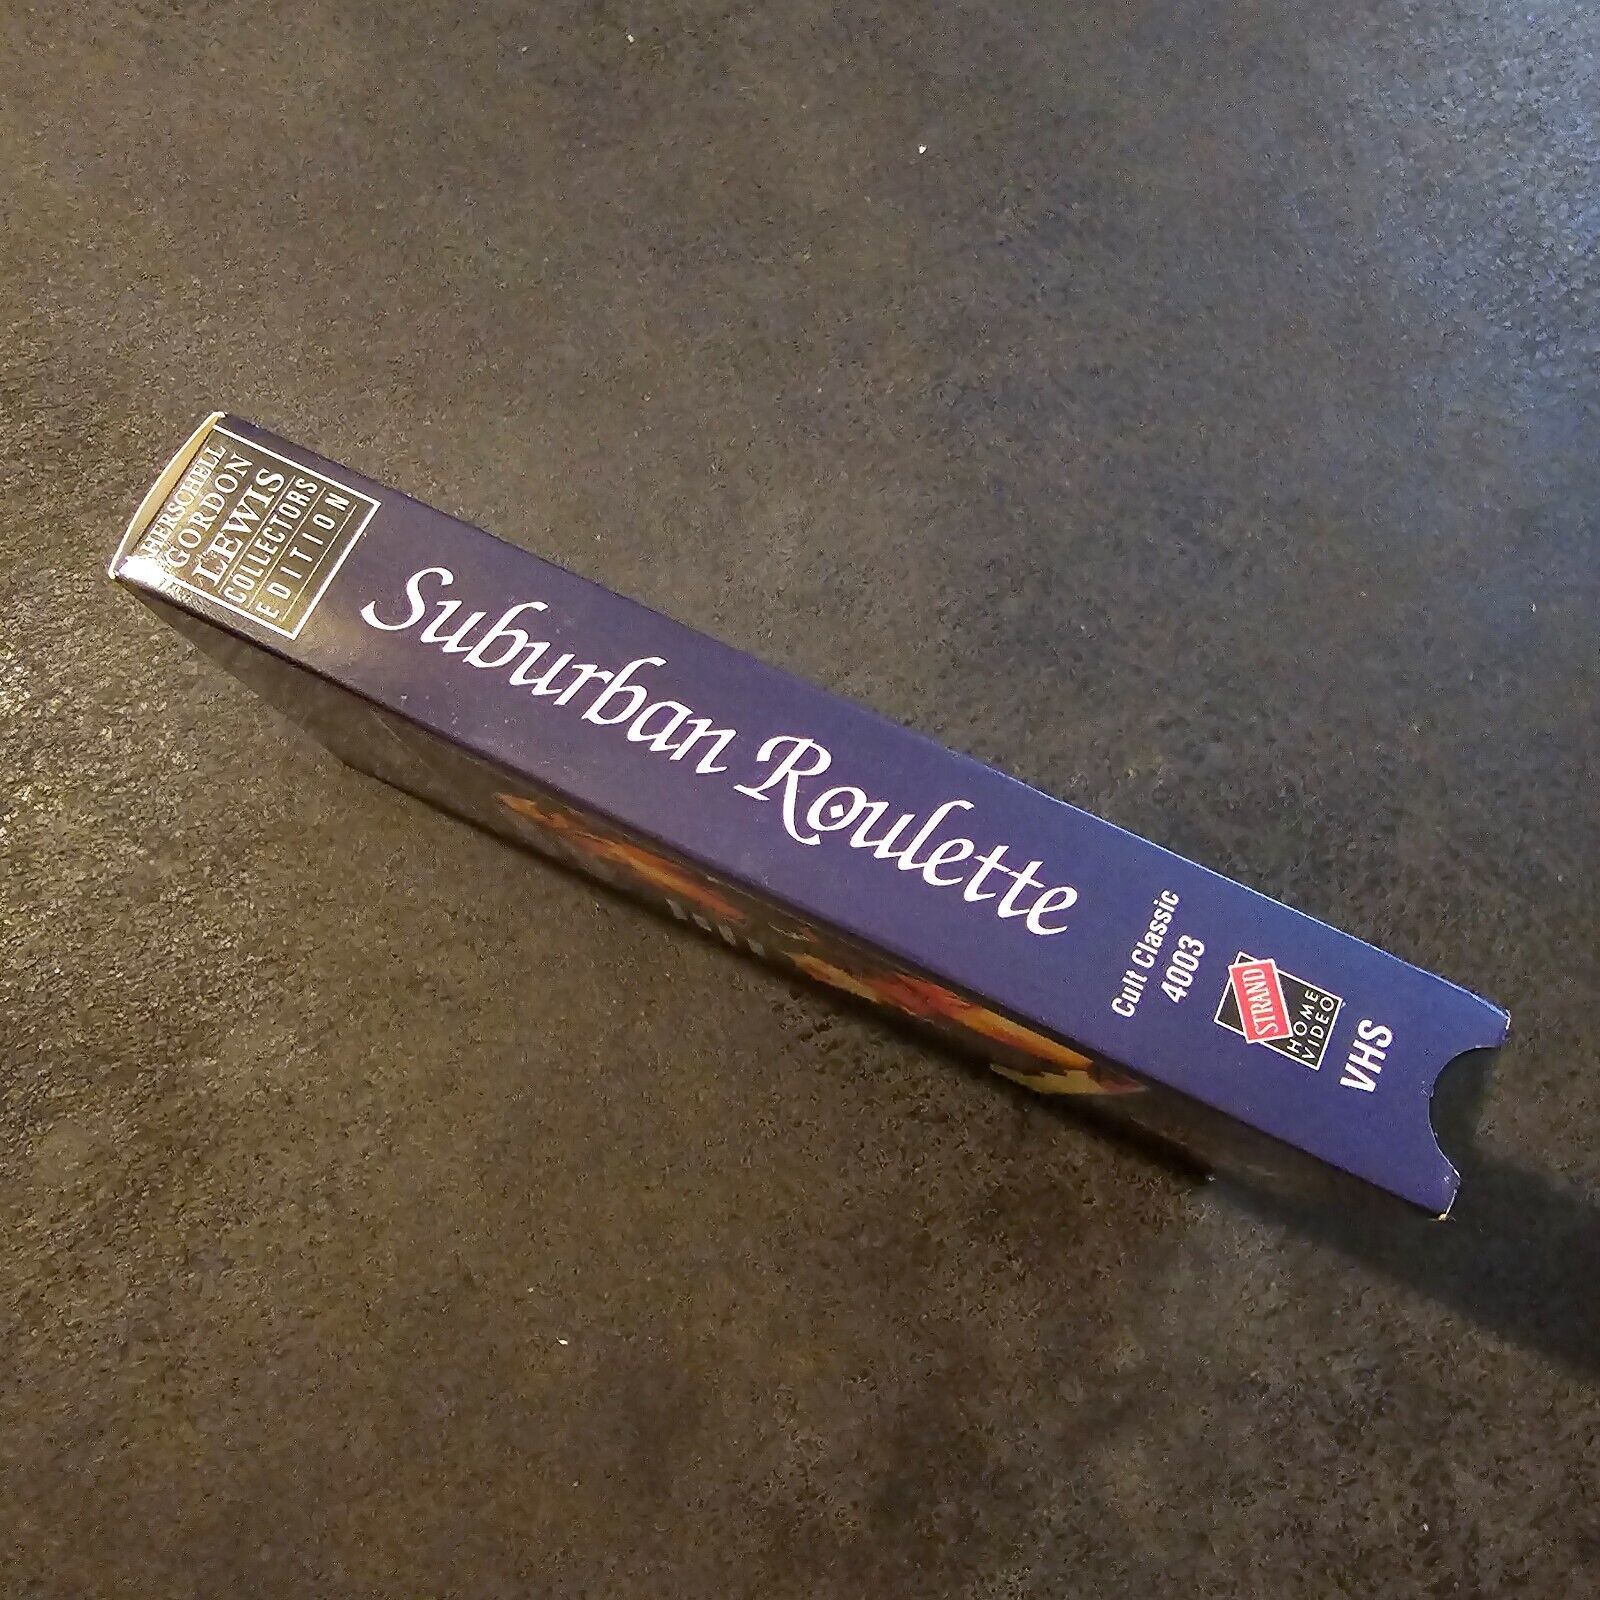 HERSCHELL
GORDON
LEWIS
COLLECTORS
EDITION
Suburban Roulette
Cult Classic
4003
STRAND
HOME
VIDEO
VHS